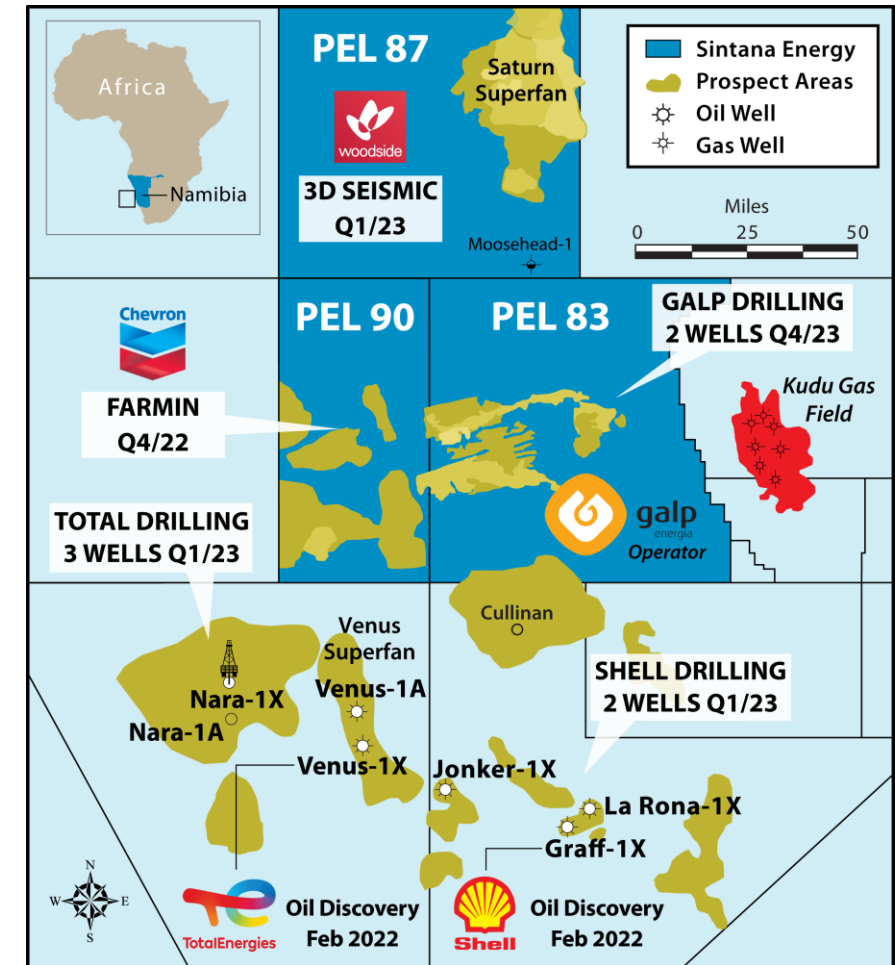 Africa
Namibia
PEL 87
woodside
3D SEISMIC
Q1/23
Saturn
Superfan
Moosehead-1
Sintana Energy
Prospect Areas
Oil Well
Gas Well
Miles
0 25 50
Chevron
FARMIN
Q4/22
PEL 90
PEL 83
GALP DRILLING
2 WELLS Q4/23
Kudu Gas
Field
galp
energia
Operator
TOTAL DRILLING
3 WELLS Q1/23
Cullinan
Venus
Superfan
SHELL DRILLING
2 WELLS Q1/23
Nara-1X
Nara-1A
Venus-1A
Venus-1X
Jonker-1X
La Rona-1X
Graff-1X
N
W E
S
TotalEnergies
Oil Discovery
Feb 2022
Shell
Oil Discovery
Feb 2022